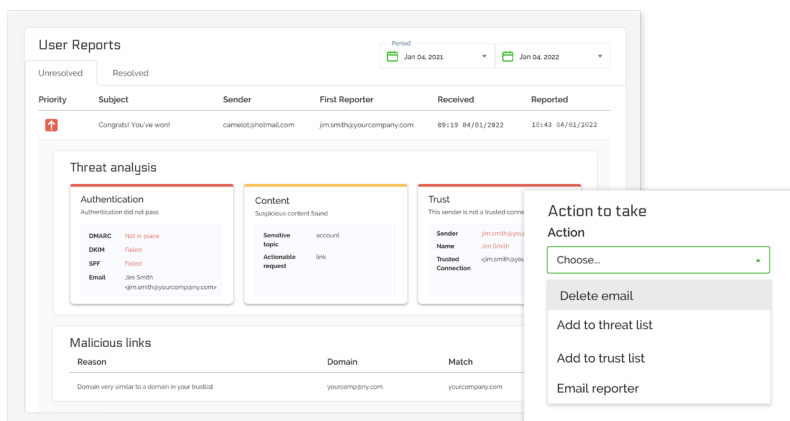 User Reports
Period
Jan 04, 2021
Jan 04, 2022
Unresolved Resolved
Priority Subject Sender First Reporter Received Reported
Congrats! You've won! camelot@hotmail.com jim.smith@yourcompany.com 09:19 04/01/2022 10:43 04/01/2022
Threat analysis
Authentication
Authentication did not pass
DMARC Not in place
DKIM Failed
SPF Failed
Email Jim Smith
<jim.smith@yourcomp@ny.com>
Content
Suspicious content found
Sensitive topic account
Actionable request link
Trust
This sender is not a trusted conne
Sender jim.smith@you
Name Jim Smith
Trusted Connection <jim.smith@you
Malicious links
Reason Domain Match
Domain very similar to a domain in your trustlist yourcomp@ny.com yourcompany.com
Action to take
Action
Choose...
Delete email
Add to threat list
Add to trust list
Email reporter